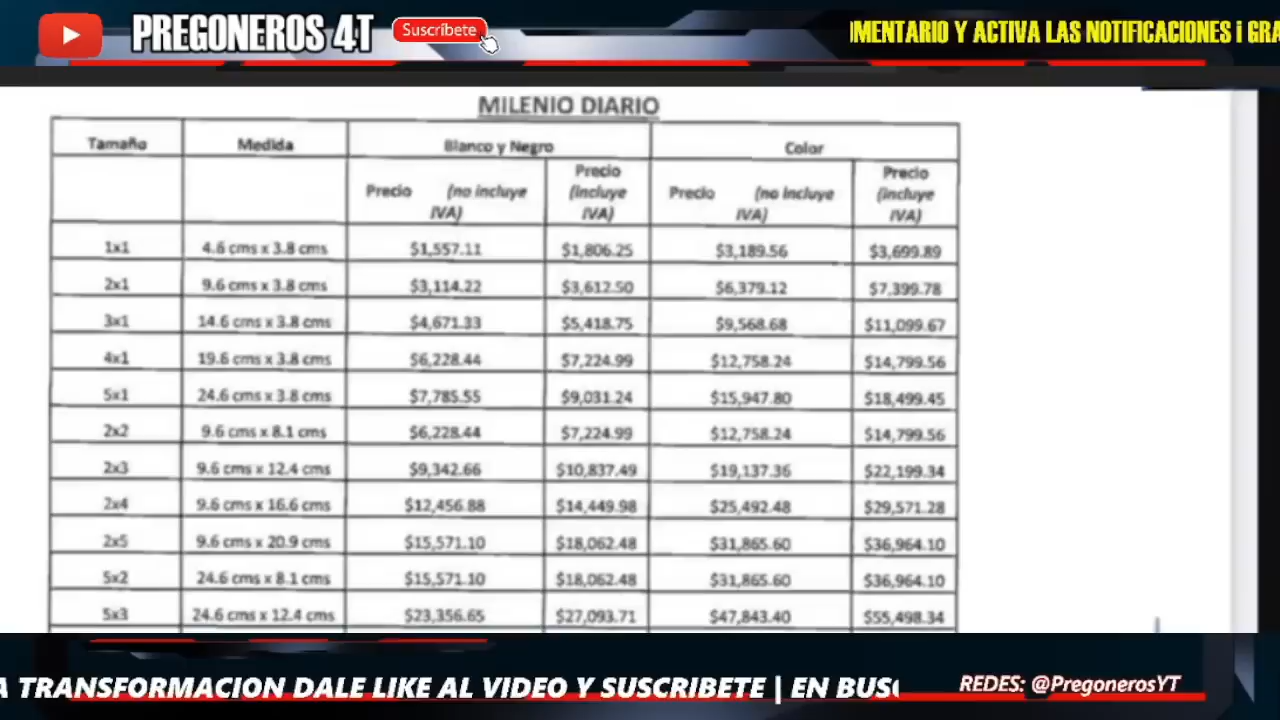 PREGONEROS 4T
Suscríbete
IMENTARIO Y ACTIVA LAS NOTIFICACIONES ¡ GRA
MILENIO DIARIO
Tamaño Medida Blanco y Negro Color
Precio (no incluye IVA) Precio (incluye IVA) Precio (no incluye IVA) Precio (incluye IVA)
1x1 4.6 cms x 3.8 cms $1,557.11 $1,806.25 $3,189.56 $3,699.89
2x1 9.6 cms x 3.8 cms $3,114.22 $3,612.50 $6,379.12 $7,399.78
3x1 14.6 cms x 3.8 cms $4,671.33 $5,418.75 $9,568.68 $11,099.67
4x1 19.6 cms x 3.8 cms $6,228.44 $7,224.99 $12,758.24 $14,799.56
5x1 24.6 cms x 3.8 cms $7,785.55 $9,031.24 $15,947.80 $18,499.45
2x2 9.6 cms x 8.1 cms $6,228.44 $7,224.99 $12,758.24 $14,799.56
2x3 9.6 cms x 12.4 cms $9,342.66 $10,837.49 $19,137.36 $22,199.34
2x4 9.6 cms x 16.6 cms $12,456.88 $14,449.98 $25,492.48 $29,571.28
2x5 9.6 cms x 20.9 cms $15,571.10 $18,062.48 $31,865.60 $36,964.10
5x2 24.6 cms x 8.1 cms $15,571.10 $18,062.48 $31,865.60 $36,964.10
5x3 24.6 cms x 12.4 cms $23,356.65 $27,093.71 $47,843.40 $55,498.34
A TRANSFORMACION DALE LIKE AL VIDEO Y SUSCRIBETE | EN BUSC
REDES: @PregonerosYT